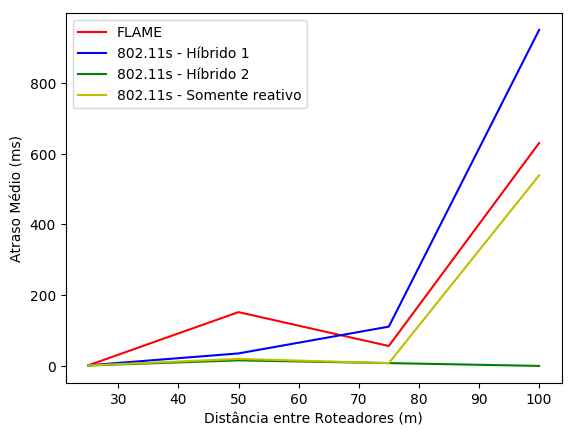 FLAME
802.11s - Híbrido 1
802.11s - Híbrido 2
802.11s - Somente reativo
Atraso Médio (ms)
800
600
400
200
0
30 40 50 60 70 80 90 100
Distância entre Roteadores (m)